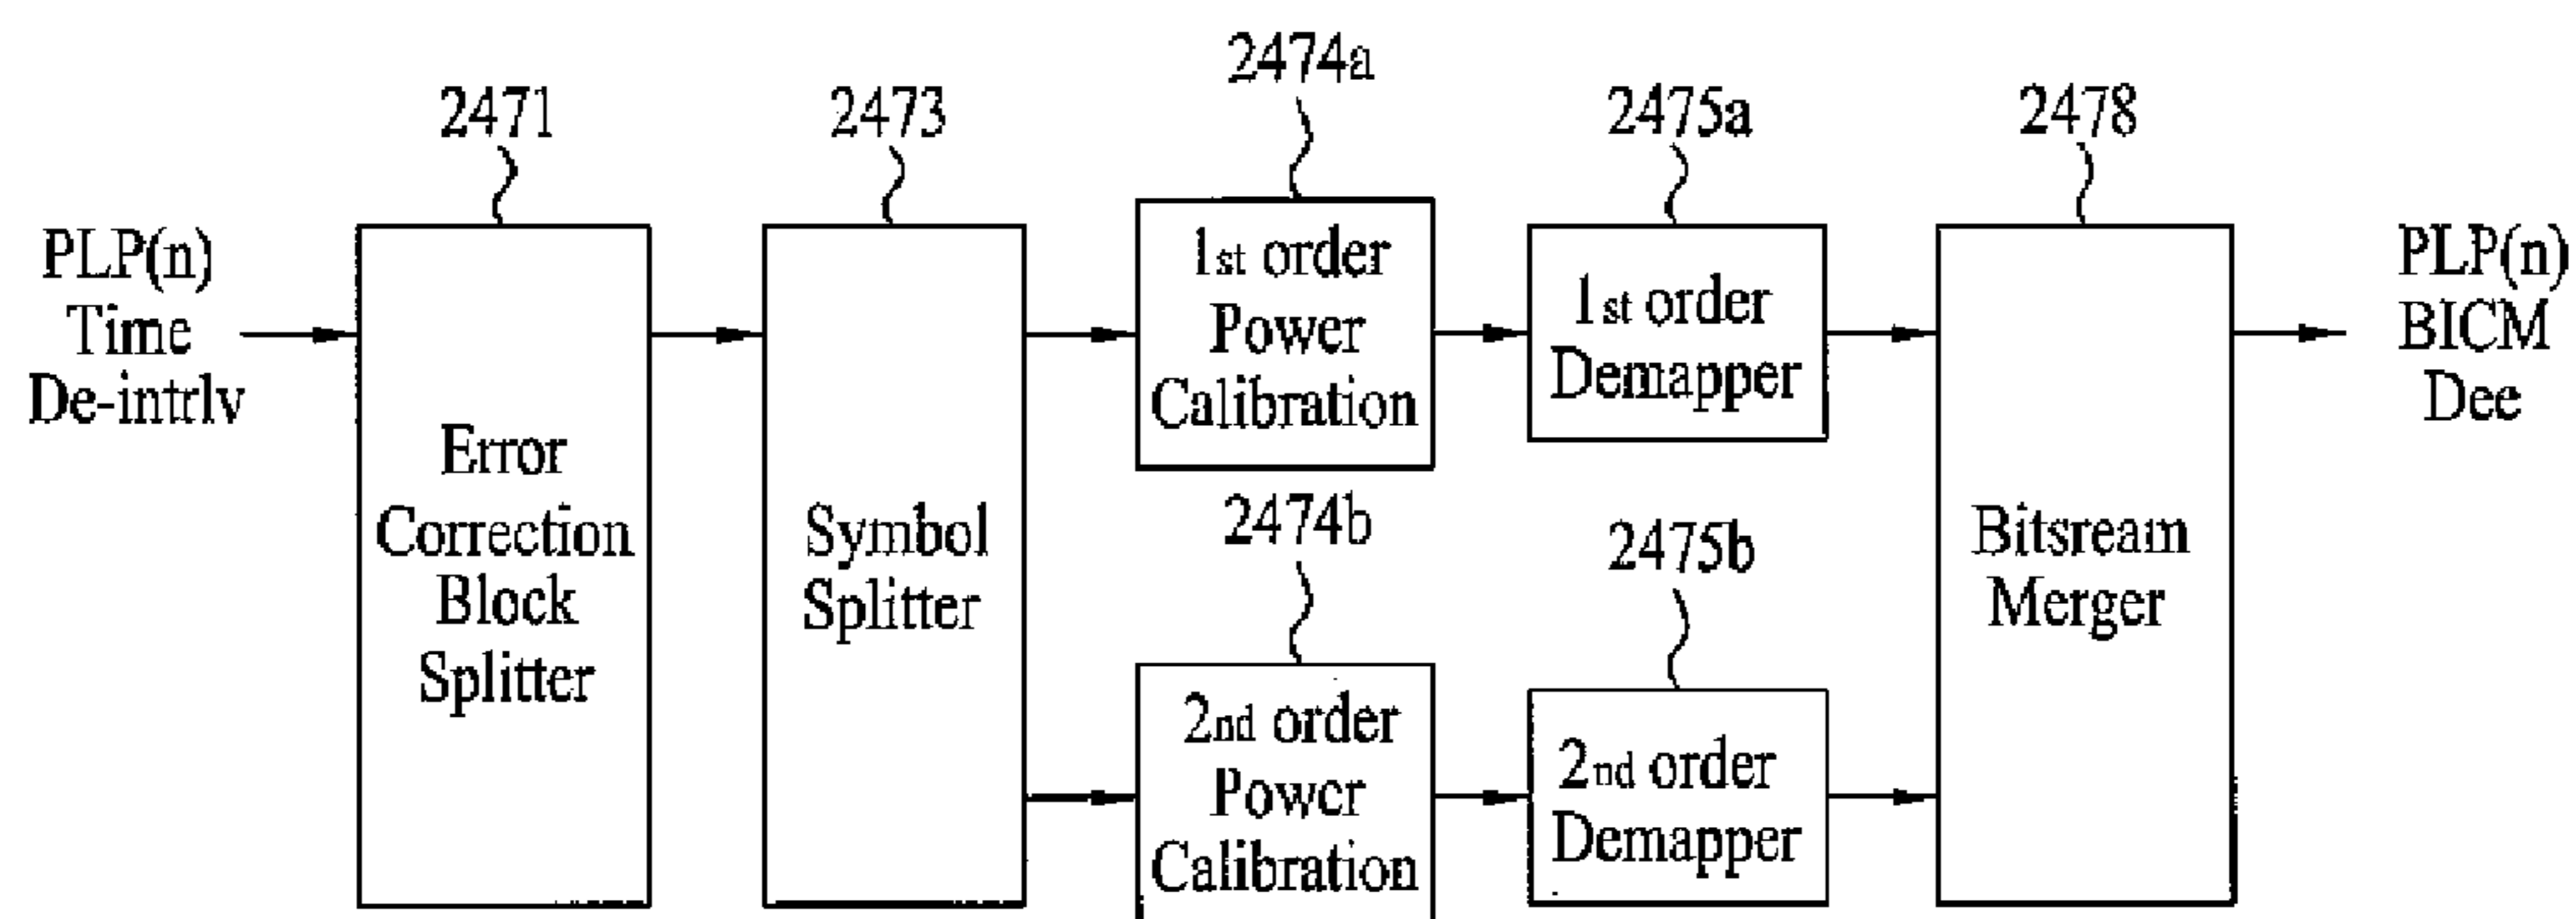 2471
2473
2474a
2475a
2478
PLP(n)
Time
De-intrlv
Error
Correction
Block
Splitter
Symbol
Splitter
1st order
Power
Calibration
1st order
Demapper
2474b
2nd order
Power
Calibration
2475b
2nd order
Demapper
Bitsream
Merger
PLP(n)
BICM
Dee